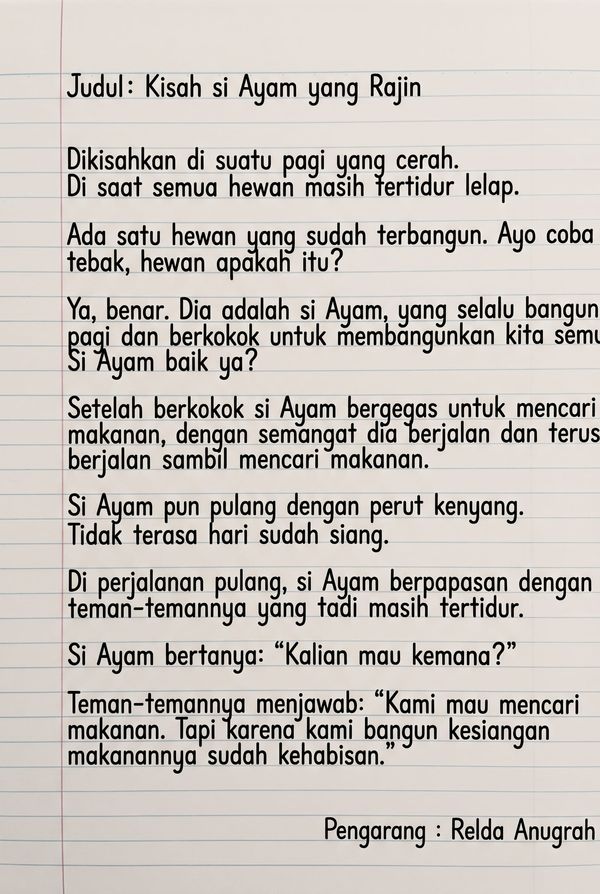 Judul: Kisah si Ayam yang Rajin
Dikisahkan di suatu pagi yang cerah.
Di saat semua hewan masih tertidur lelap.
Ada satu hewan yang sudah terbangun. Ayo coba
tebak, hewan apakah itu?
Ya, benar. Dia adalah si Ayam, yang selalu bangun
pagi dan berkokok untuk membangunkan kita semu
Si Ayam baik ya?
Setelah berkokok si Ayam bergegas untuk mencari
makanan, dengan semangat dia berjalan dan terus
berjalan sambil mencari makanan.
Si Ayam pun pulang dengan perut kenyang.
Tidak terasa hari sudah siang.
Di perjalanan pulang, si Ayam berpapasan dengan
teman-temannya yang tadi masih tertidur.
Si Ayam bertanya: “Kalian mau kemana?”
Teman-temannya menjawab: “Kami mau mencari
makanan. Tapi karena kami bangun kesiangan
makanannya sudah kehabisan.”
Pengarang : Relda Anugrah